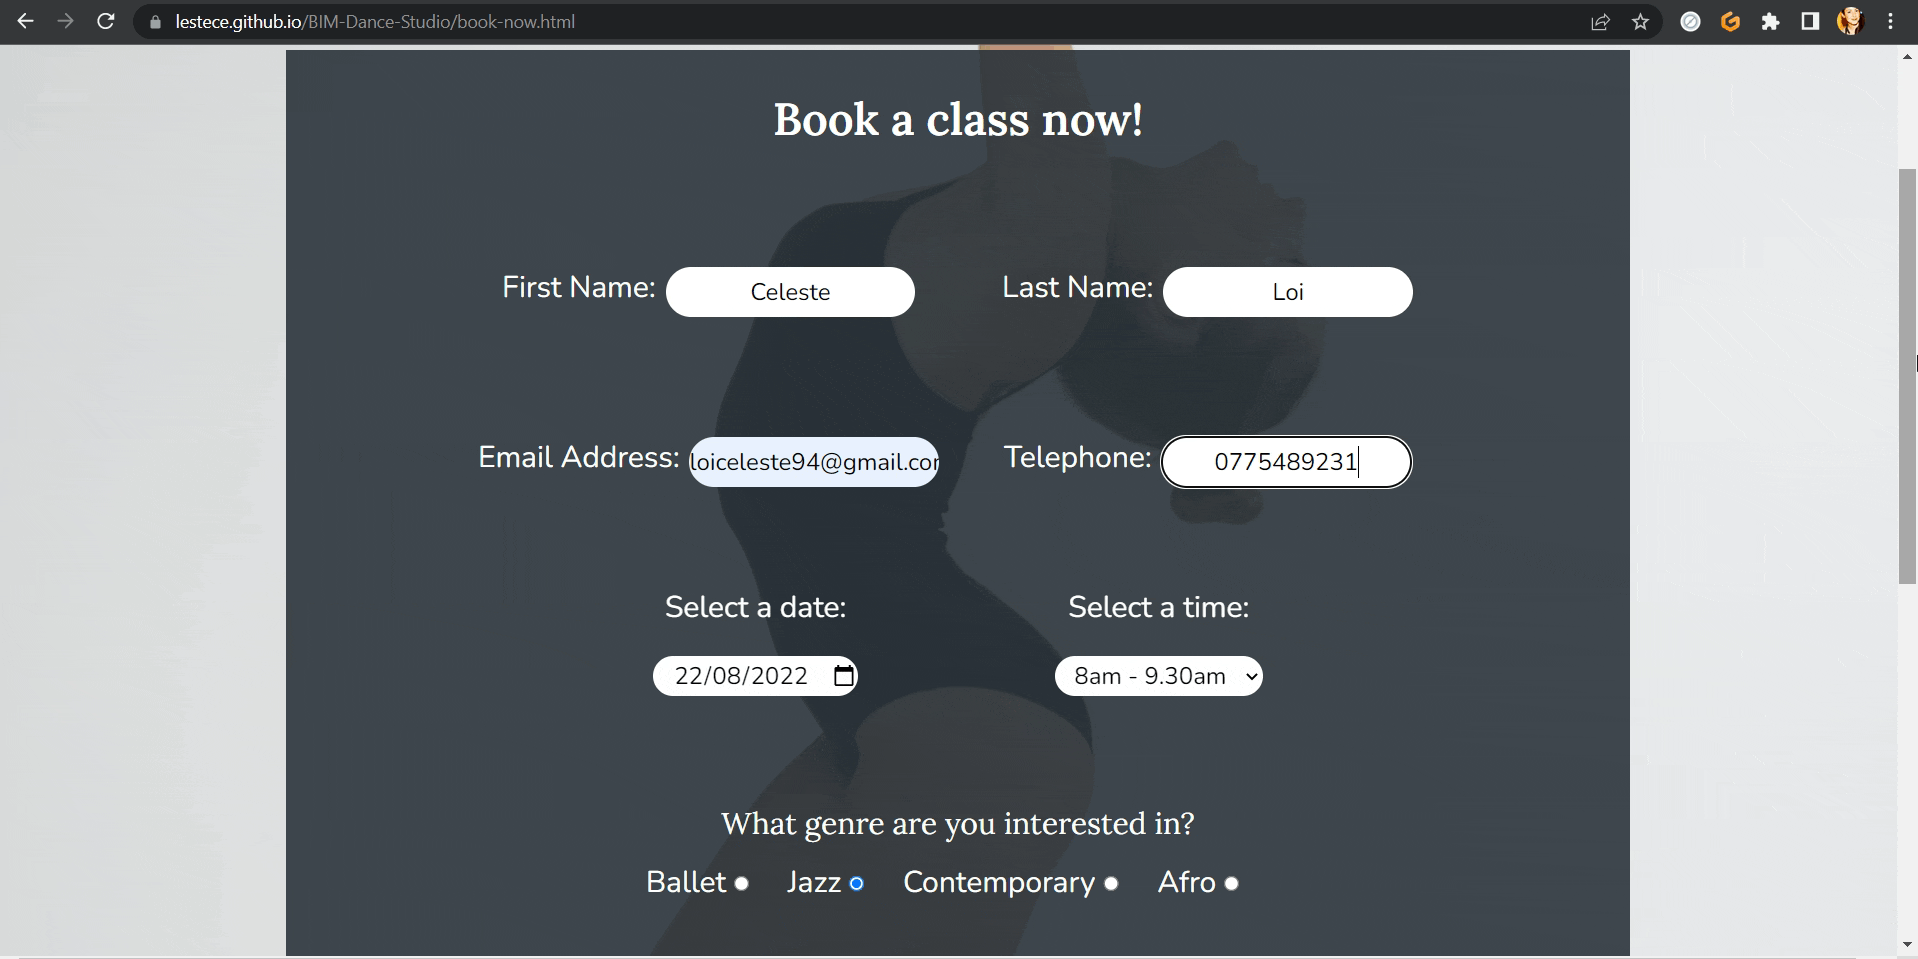 lestece.github.io/BIM-Dance-Studio/book-now.html
Book a class now!
First Name: Celeste Last Name: Loi
Email Address: loiceleste94@gmail.cor Telephone: 0775489231
Select a date: Select a time:
22/08/2022 8am - 9.30am
What genre are you interested in?
Ballet Jazz Contemporary Afro